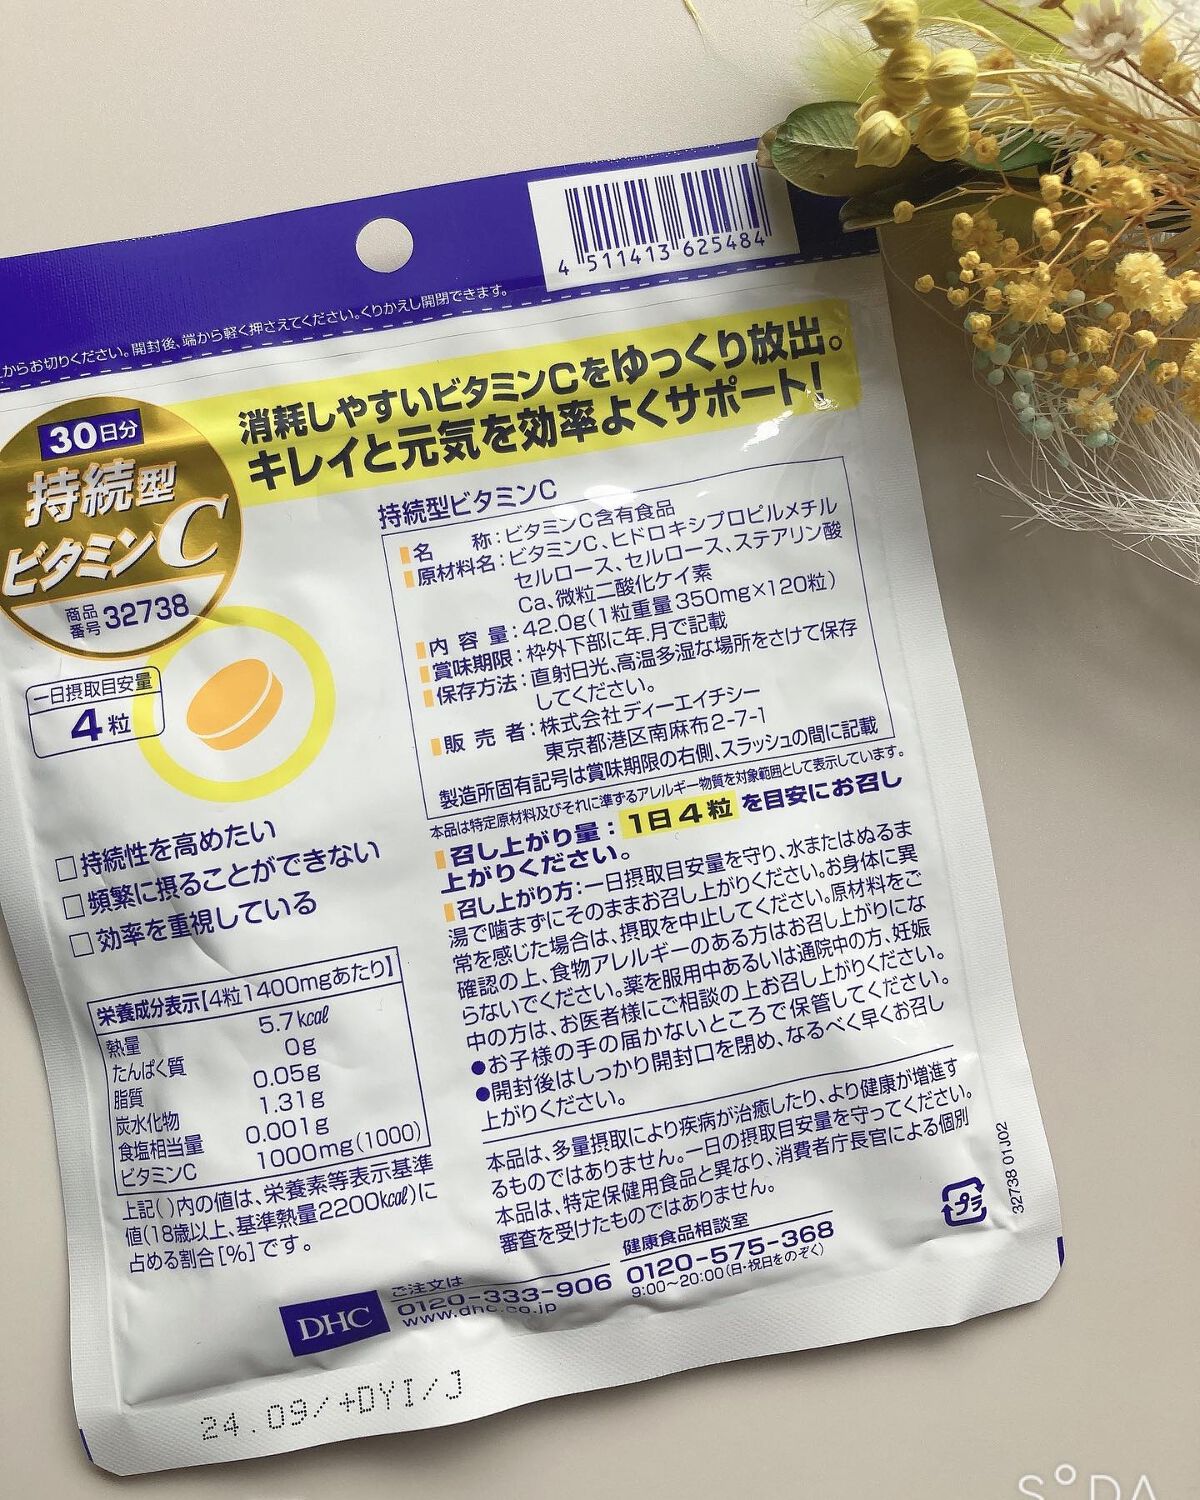 4 511413 625484
からお切りください。開封後、端から軽く押さえてください。くりかえし開閉できます。
消耗しやすいビタミンCをゆっくり放出。
キレイと元気を効率よくサポート!
30日分
持続型
ビタミンC
商品番号 32738
一日摂取目安量
4粒
□持続性を高めたい
□頻繁に摂ることができない
□効率を重視している
栄養成分表示【4粒1400mgあたり】
熱量 5.7kcal
たんぱく質 0g
脂質 0.05g
炭水化物 1.31g
食塩相当量 0.001g
ビタミンC 1000mg(1000)
上記( )内の値は、栄養素等表示基準
値(18歳以上、基準熱量2200kcal)に
占める割合[%]です。
持続型ビタミンC
名称:ビタミンC含有食品
原材料名:ビタミンC、ヒドロキシプロピルメチル
セルロース、セルロース、ステアリン酸
Ca、微粒二酸化ケイ素
内容量:42.0g(1粒重量350mg×120粒)
賞味期限:枠外下部に年.月で記載
保存方法:直射日光、高温多湿な場所をさけて保存
してください。
販売者:株式会社ディーエイチシー
東京都港区南麻布2-7-1
製造所固有記号は賞味期限の右側、スラッシュの間に記載
本品は特定原材料及びそれに準ずるアレルギー物質を対象範囲として表示しています。
召し上がり量:1日4粒を目安にお召し
上がりください。
召し上がり方:一日摂取目安量を守り、水またはぬるま
湯で噛まずにそのままお召し上がりください。お身体に異
常を感じた場合は、摂取を中止してください。原材料をご
確認の上、食物アレルギーのある方はお召し上がりにな
らないでください。薬を服用中あるいは通院中の方、妊娠
中の方は、お医者様にご相談の上お召し上がりください。
●お子様の手の届かないところで保管してください。
●開封後はしっかり開封口を閉め、なるべく早くお召し
上がりください。
本品は、多量摂取により疾病が治癒したり、より健康が増進す
るものではありません。一日の摂取目安量を守ってください。
本品は、特定保健用食品と異なり、消費者庁長官による個別
審査を受けたものではありません。
プラ
32738 01 J02
DHC
ご注文は
0120-333-906
www.dhc.co.jp
健康食品相談室
0120-575-368
9:00~20:00(日・祝日をのぞく)
24.09/+DYI/J
SODA